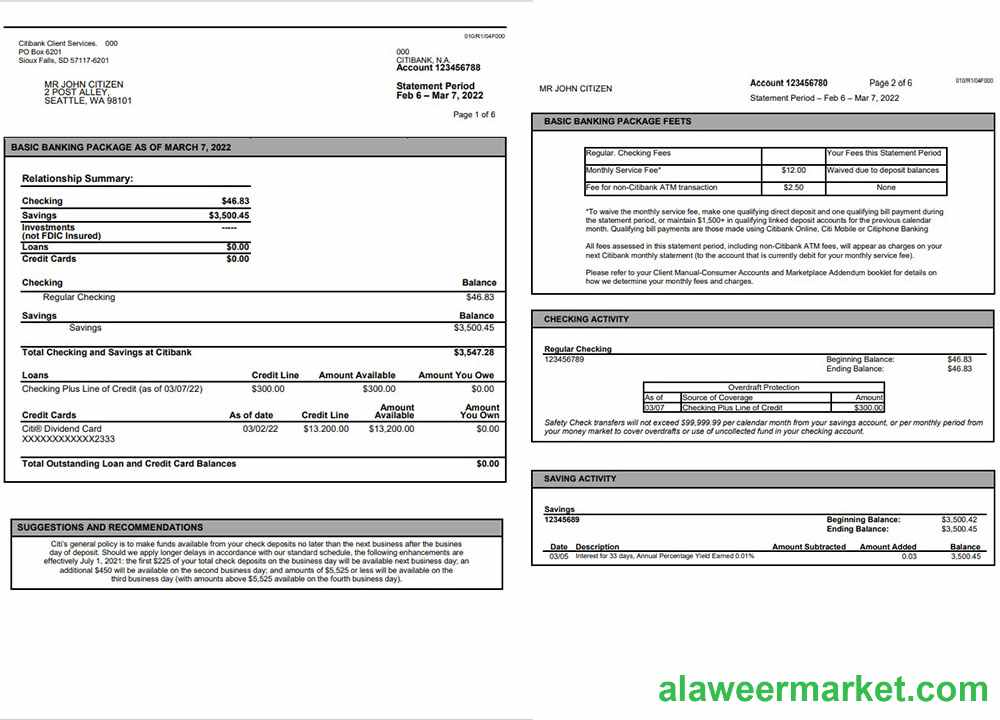 010/R1/04F000
Citibank Client Services. 000
PO Box 6201
Sioux Falls, SD 57117-6201
000
CITIBANK, N.A.
Account 123456788
MR JOHN CITIZEN
2 POST ALLEY,
SEATTLE, WA 98101
Statement Period
Feb 6 – Mar 7, 2022
Page 1 of 6
BASIC BANKING PACKAGE AS OF MARCH 7, 2022
Relationship Summary:
Checking $46.83
Savings $3,500.45
Investments -----
(not FDIC Insured)
Loans $0.00
Credit Cards $0.00
Checking Balance
Regular Checking $46.83
Savings Balance
Savings $3,500.45
Total Checking and Savings at Citibank $3,547.28
Loans Credit Line Amount Available Amount You Owe
Checking Plus Line of Credit (as of 03/07/22) $300.00 $300.00 $0.00
Credit Cards As of date Credit Line Amount Available Amount You Own
Citi® Dividend Card 03/02/22 $13.200.00 $13,200.00 $0.00
XXXXXXXXXXXX2333
Total Outstanding Loan and Credit Card Balances $0.00
SUGGESTIONS AND RECOMMENDATIONS
Citi's general policy is to make funds available from your check deposits no later than the next business after the busines
day of deposit. Should we apply longer delays in accordance with our standard schedule, the following enhancements are
effectively July 1, 2021: the first $225 of your total check deposits on the business day will be available next business day; an
additional $450 will be available on the second business day; and amounts of $5,525 or less will be available on the
third business day (with amounts above $5,525 available on the fourth business day).
MR JOHN CITIZEN
Account 123456780 Page 2 of 6 010/R1/04F000
Statement Period – Feb 6 – Mar 7, 2022
BASIC BANKING PACKAGE FEETS
Regular. Checking Fees Your Fees this Statement Period
Monthly Service Fee* $12.00 Waived due to deposit balances
Fee for non-Citibank ATM transaction $2.50 None
*To waive the monthly service fee, make one qualifying direct deposit and one qualifying bill payment during
the statement period, or maintain $1,500+ in qualifying linked deposit accounts for the previous calendar
month. Qualifying bill payments are those made using Citibank Online, Citi Mobile or Citiphone Banking
All fees assessed in this statement period, including non-Citibank ATM fees, will appear as charges on your
next Citibank monthly statement (to the account that is currently debit for your monthly service fee).
Please refer to your Client Manual-Consumer Accounts and Marketplace Addendum booklet for details on
how we determine your monthly fees and charges.
CHECKING ACTIVITY
Regular Checking
123456789 Beginning Balance: $46.83
Ending Balance: $46.83
Overdraft Protection
As of Source of Coverage Amount
03/07 Checking Plus Line of Credit $300.00
Safety Check transfers will not exceed $99,999.99 per calendar month from your savings account, or per monthly period from
your money market to cover overdrafts or use of uncollected fund in your checking account.
SAVING ACTIVITY
Savings
12345689 Beginning Balance: $3,500.42
Ending Balance: $3,500.45
Date Description Amount Subtracted Amount Added Balance
03/05 Interest for 33 days, Annual Percentage Yield Earned 0.01% 0.03 3,500.45
alaweermarket.com